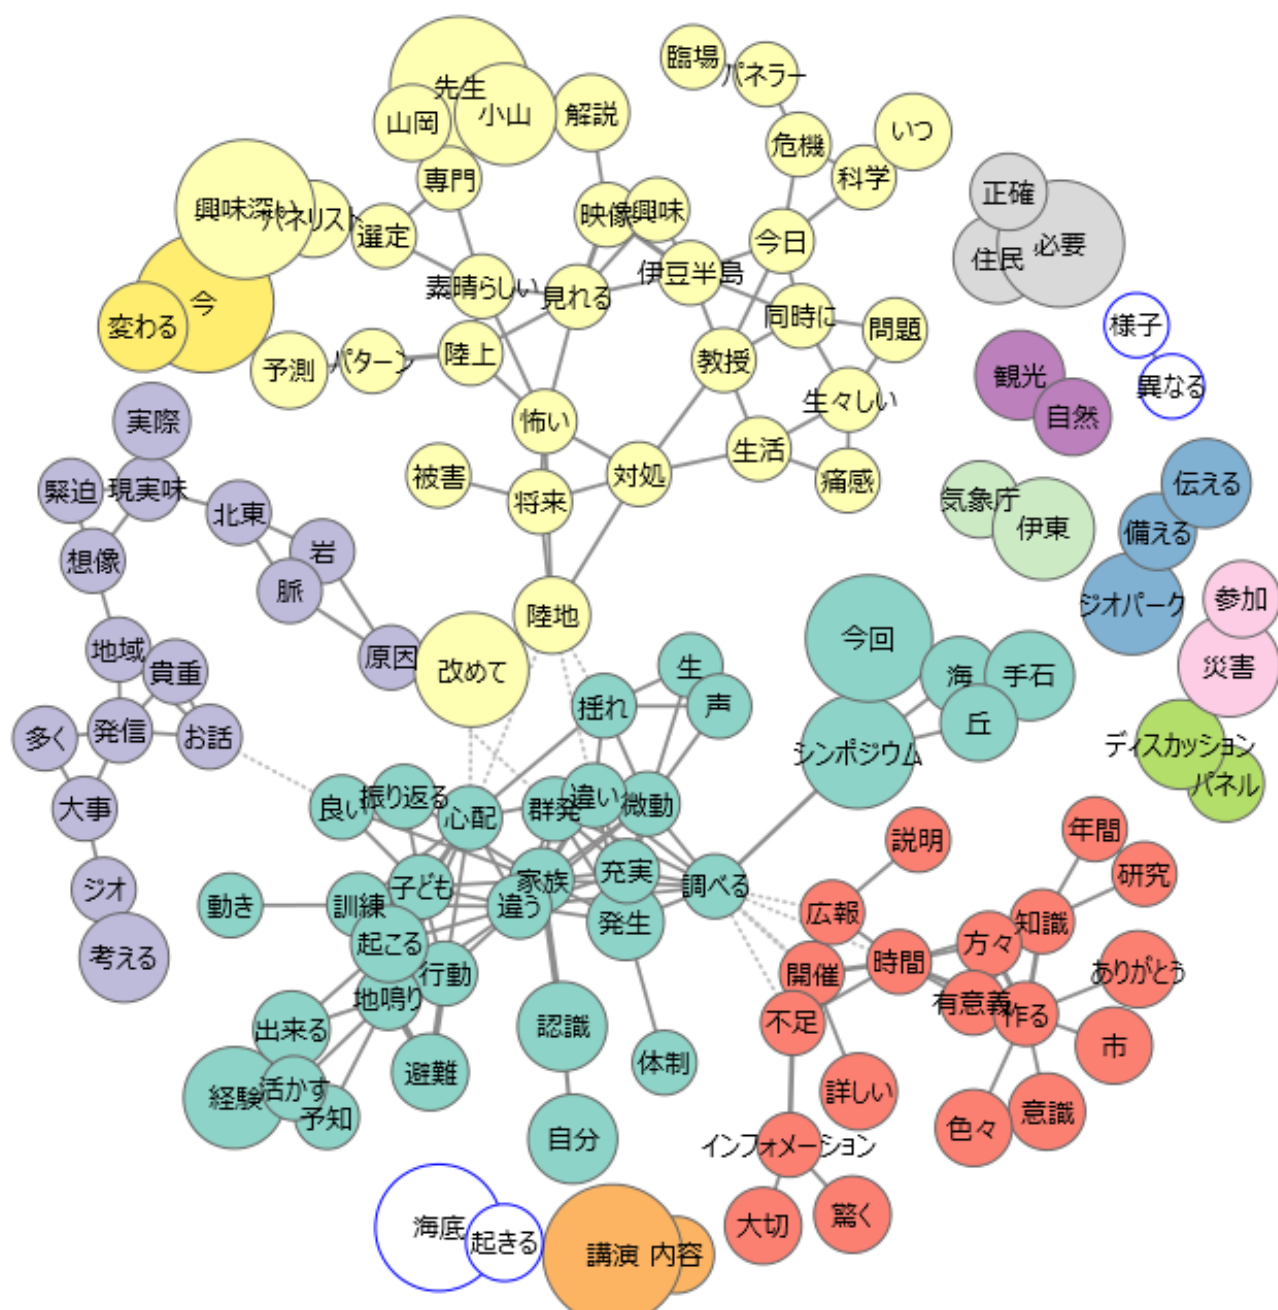 臨場
パネラー
先生
小山
山岡
解説
いつ
危機
科学
専門
正確
必要
住民
興味深い
パネリスト
選定
映像
興味
今日
伊豆半島
素晴らしい
見れる
今
変わる
同時に
問題
様子
異なる
予測
パターン
陸上
教授
観光
自然
生々しい
怖い
実際
生活
痛感
対処
被害
将来
緊迫
現実味
北東
気象庁
伊東
伝える
備える
岩
想像
脈
陸地
ジオパーク
参加
災害
地域
貴重
原因
改めて
今回
生
揺れ
声
海
手石
丘
多く
発信
お話
シンポジウム
ディスカッション
パネル
大事
良い
振り返る
心配
群発
違い
微動
説明
年間
研究
ジオ
動き
訓練
子ども
家族
充実
調べる
違う
発生
広報
知識
方々
起こる
考える
行動
開催
時間
ありがとう
地鳴り
有意義
作る
不足
出来る
認識
市
経験
活かす
避難
予知
体制
詳しい
色々
意識
自分
インフォメーション
大切
驚く
海底
起きる
講演
内容